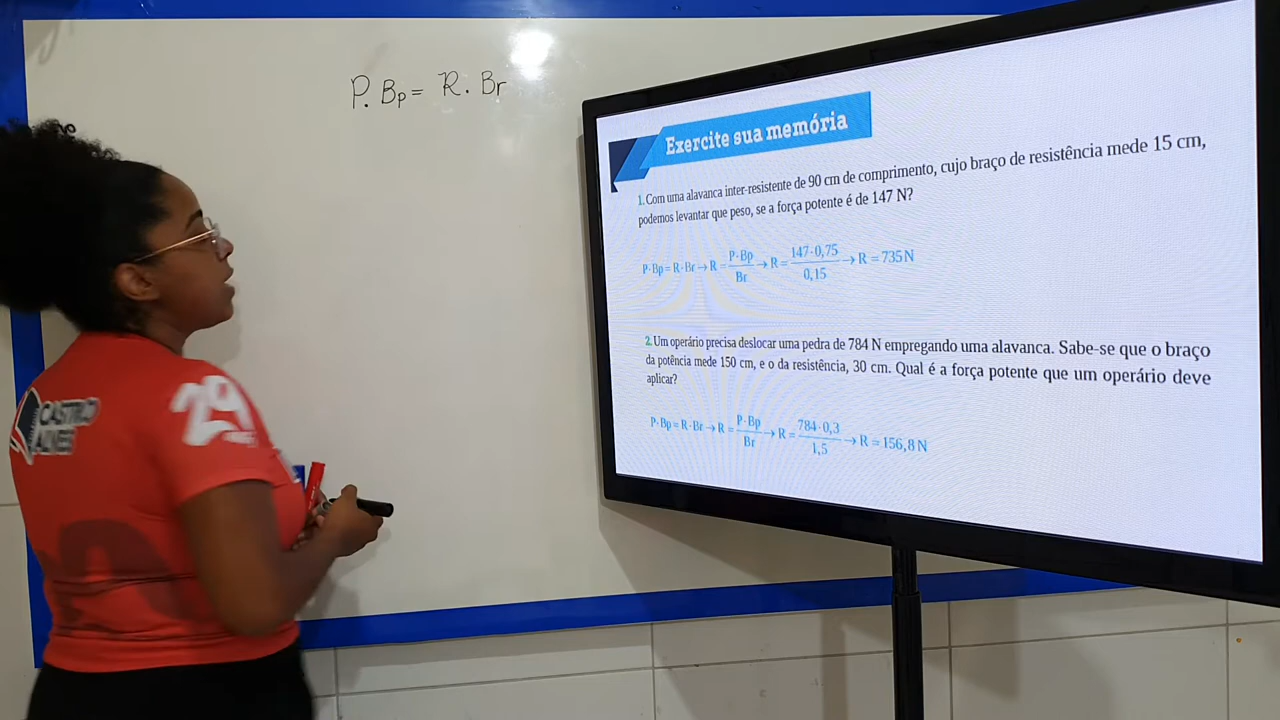 P. Bp = R. Br
Exercite sua memória
1. Com uma alavanca inter-resistente de 90 cm de comprimento, cujo braço de resistência mede 15 cm,
podemos levantar que peso, se a força potente é de 147 N?
P·Bp = R·Br → R = P·Bp/Br → R = 147·0,75/0,15 → R = 735 N
2. Um operário precisa deslocar uma pedra de 784 N empregando uma alavanca. Sabe-se que o braço
da potência mede 150 cm, e o da resistência, 30 cm. Qual é a força potente que um operário deve
aplicar?
P·Bp = R·Br → R = P·Bp/Br → R = 784·0,3/1,5 → R = 156,8 N
CASTRO
ALVES
29